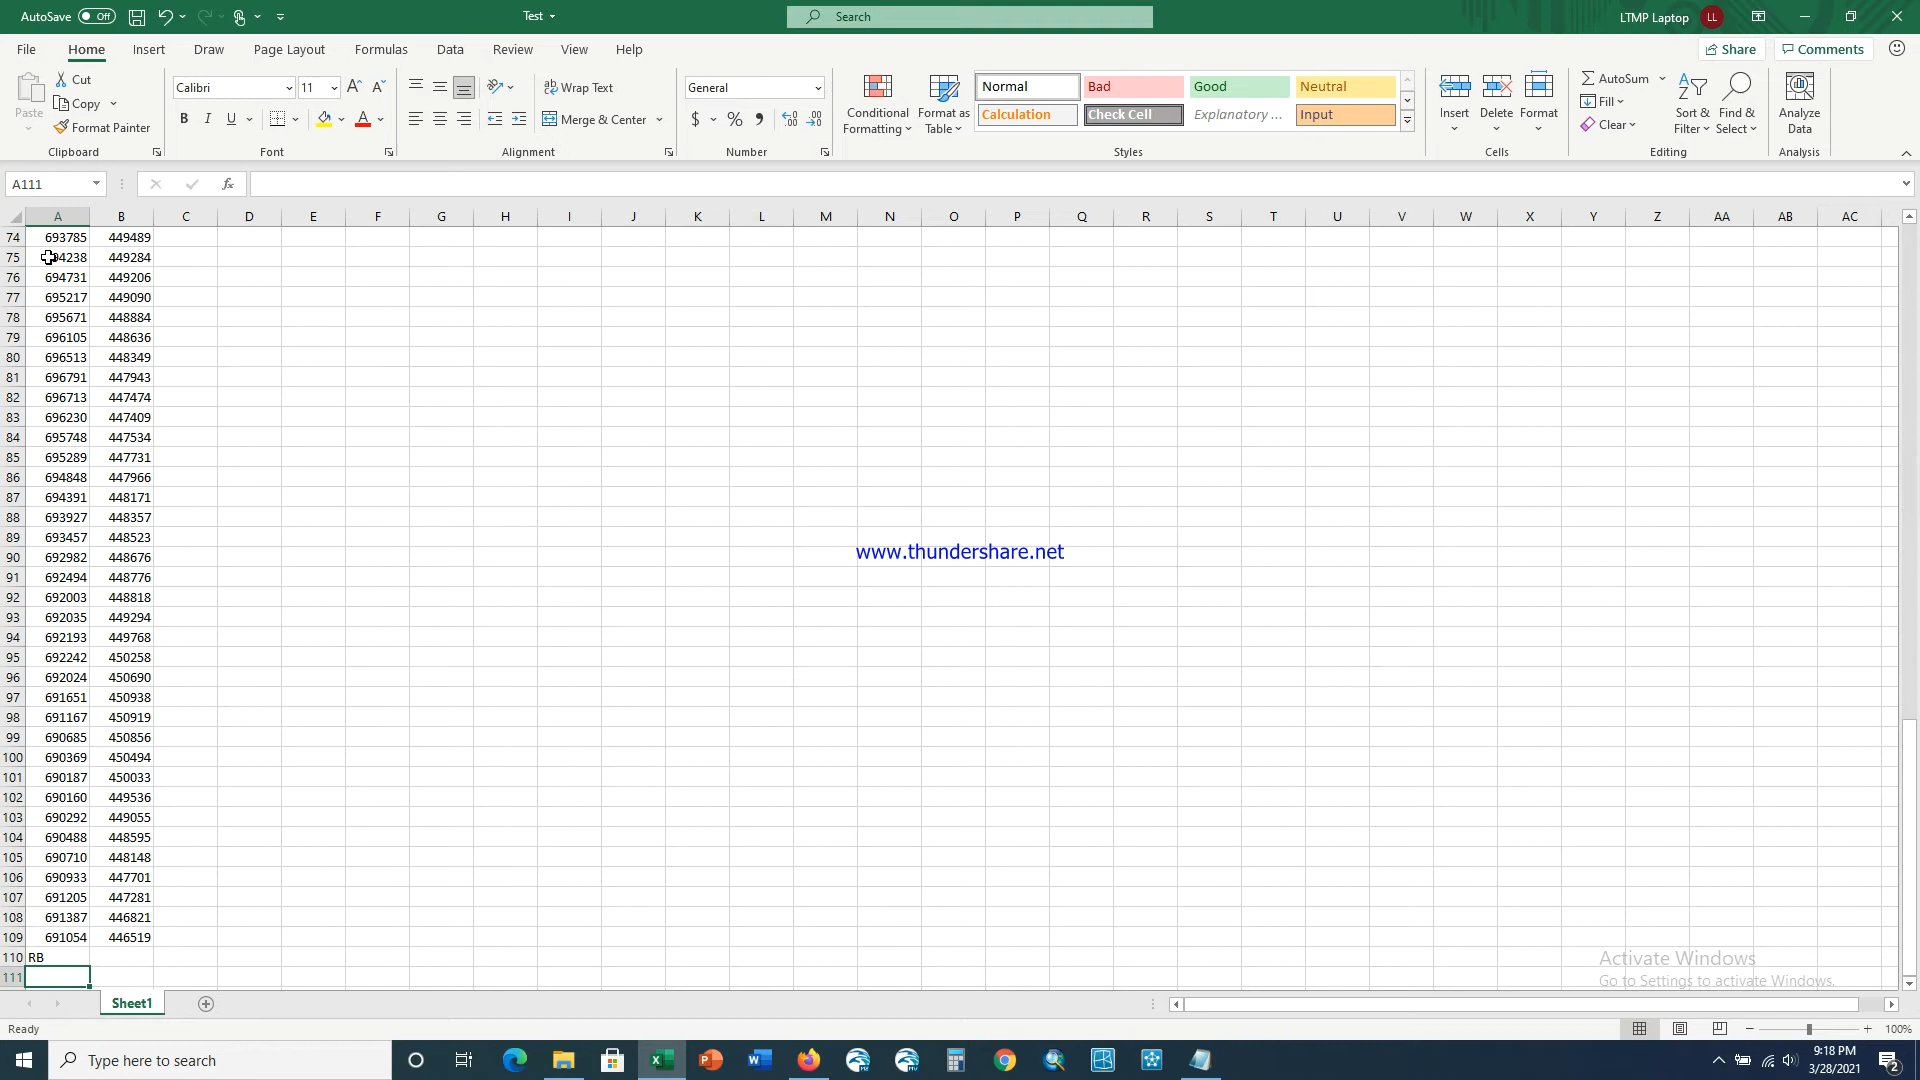 AutoSave Off Test Search LTMP Laptop LL
File Home Insert Draw Page Layout Formulas Data Review View Help Share Comments
Paste Cut Copy Format Painter Clipboard
Calibri 11 B I U A A Font
Wrap Text Merge & Center Alignment
General $ % Number
Conditional Formatting Format as Table
Normal Bad Good Neutral
Calculation Check Cell Explanatory ... Input
Styles
Insert Delete Format Cells
AutoSum Fill Clear Sort & Filter Find & Select Editing
Analyze Data Analysis
A111 fx
A B C D E F G H I J K L M N O P Q R S T U V W X Y Z AA AB AC
74 693785 449489
75 94238 449284
76 694731 449206
77 695217 449090
78 695671 448884
79 696105 448636
80 696513 448349
81 696791 447943
82 696713 447474
83 696230 447409
84 695748 447534
85 695289 447731
86 694848 447966
87 694391 448171
88 693927 448357
89 693457 448523
90 692982 448676
www.thundershare.net
91 692494 448776
92 692003 448818
93 692035 449294
94 692193 449768
95 692242 450258
96 692024 450690
97 691651 450938
98 691167 450919
99 690685 450856
100 690369 450494
101 690187 450033
102 690160 449536
103 690292 449055
104 690488 448595
105 690710 448148
106 690933 447701
107 691205 447281
108 691387 446821
109 691054 446519
110 RB
111
Activate Windows
Go to Settings to activate Windows.
Sheet1
Ready 100%
Type here to search
9:18 PM
3/28/2021
2